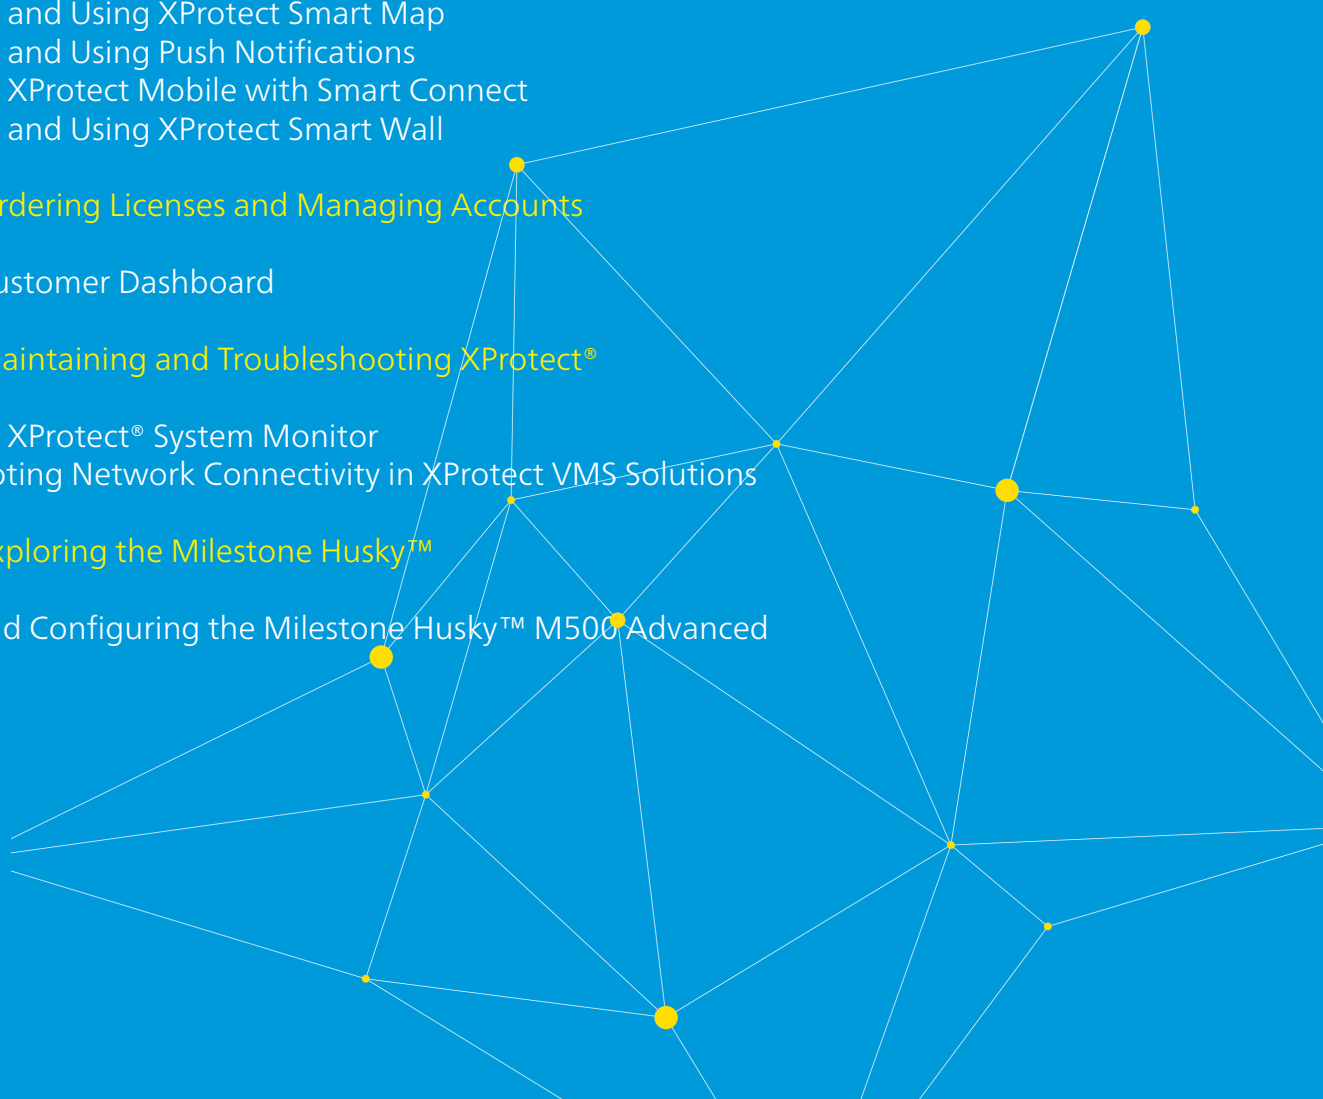 and Using XProtect Smart Map
and Using Push Notifications
XProtect Mobile with Smart Connect
and Using XProtect Smart Wall
rdering Licenses and Managing Accounts
ustomer Dashboard
aintaining and Troubleshooting XProtect®
XProtect® System Monitor
oting Network Connectivity in XProtect VMS Solutions
xploring the Milestone Husky™
d Configuring the Milestone Husky™ M500 Advanced